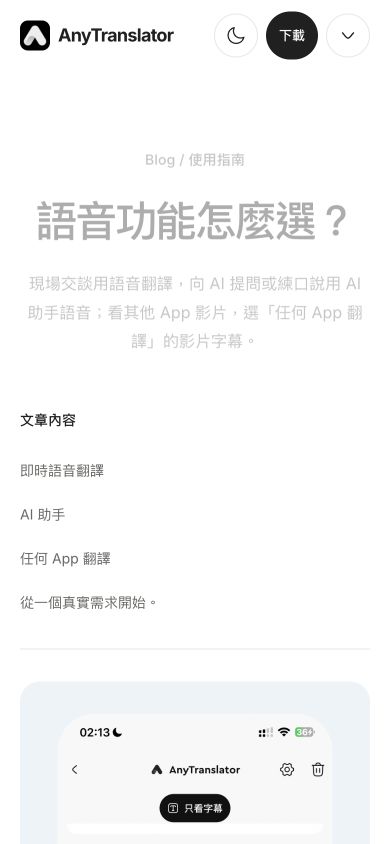 AnyTranslator
下載
Blog / 使用指南
語音功能怎麼選？
現場交談用語音翻譯，向 AI 提問或練口說用 AI
助手語音；看其他 App 影片，選「任何 App 翻
譯」的影片字幕。
文章內容
即時語音翻譯
AI 助手
任何 App 翻譯
從一個真實需求開始。
02:13
36
AnyTranslator
只看字幕